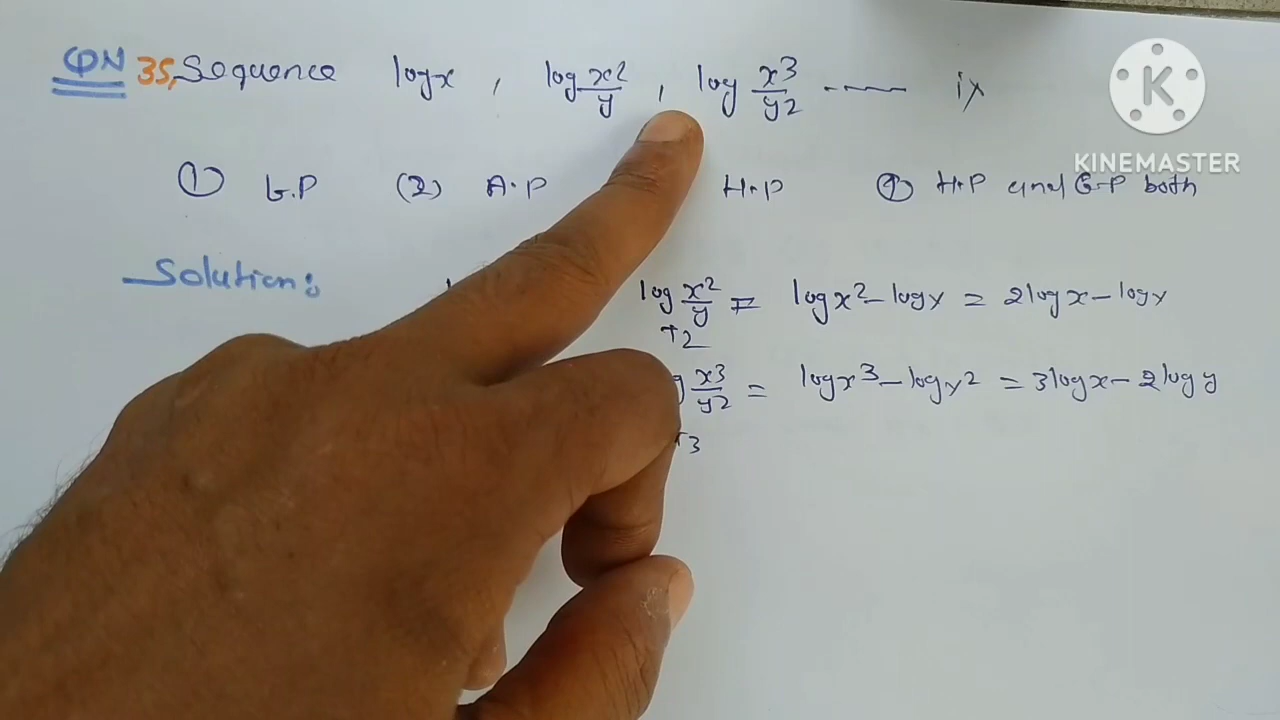 QN 35, Sequence log x , log x2/y , log x3/y2 ------ is
K
KINEMASTER
① G.P (2) A.P H.P ④ H.P and G-P both
Solution:
log x2/y = log x2 - log y = 2 log x - log y
T2
x3/y2 = log x3 - log y2 = 3 log x - 2 log y
3